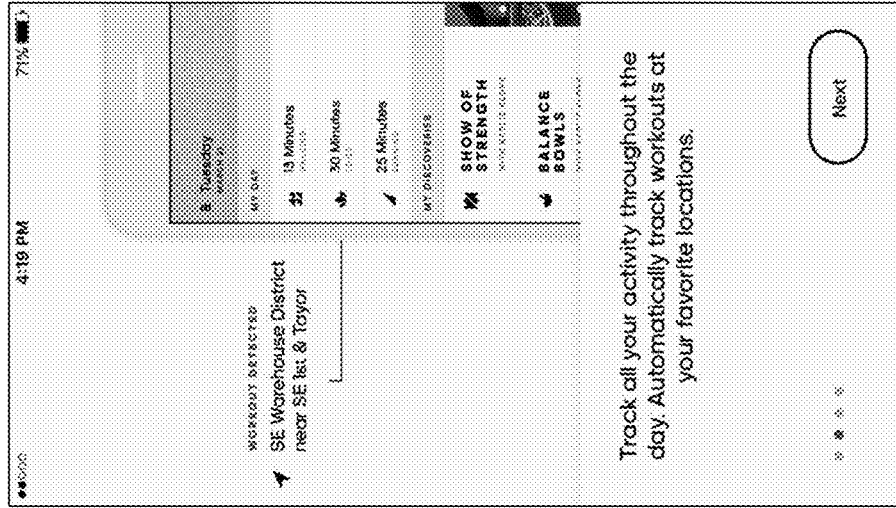 4:19 PM
71%
WORKOUT DETECTED
SE Warehouse District
near SE 1st & Tayor
Tuesday
MY DAY
13 Minutes
30 Minutes
25 Minutes
MY DISCOVERIES
SHOW OF
STRENGTH
BALANCE
BOWLS
Track all your activity throughout the
day. Automatically track workouts at
your favorite locations.
Next